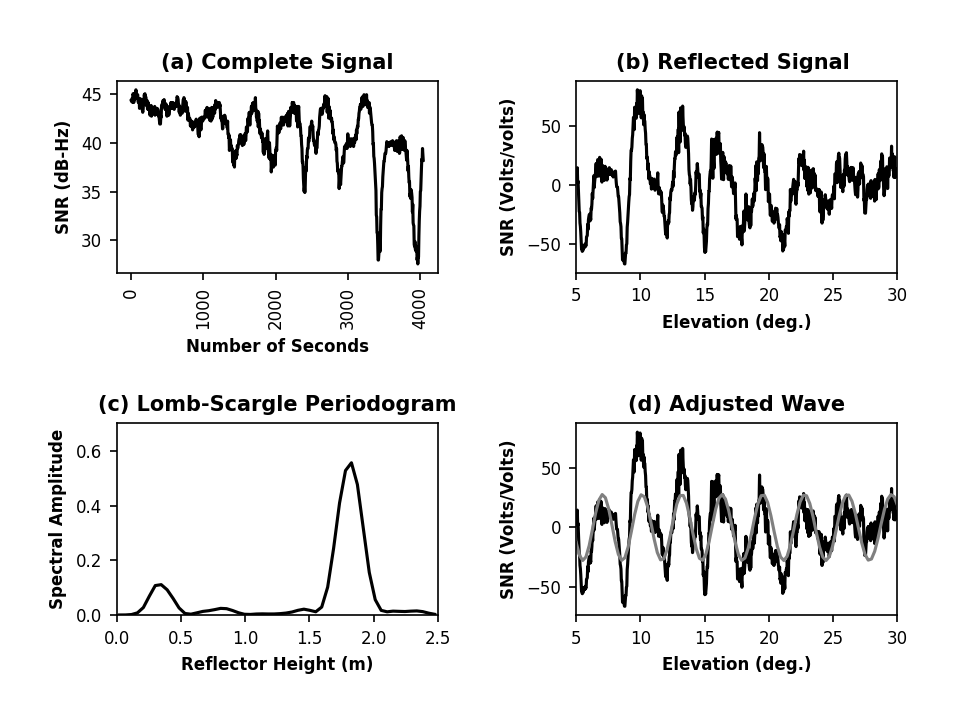 (a) Complete Signal
SNR (dB-Hz)
45
40
35
30
0
1000
2000
3000
4000
Number of Seconds
(b) Reflected Signal
SNR (Volts/volts)
50
0
−50
5 10 15 20 25 30
Elevation (deg.)
(c) Lomb-Scargle Periodogram
Spectral Amplitude
0.6
0.4
0.2
0.0
0.0 0.5 1.0 1.5 2.0 2.5
Reflector Height (m)
(d) Adjusted Wave
SNR (Volts/Volts)
50
0
−50
5 10 15 20 25 30
Elevation (deg.)